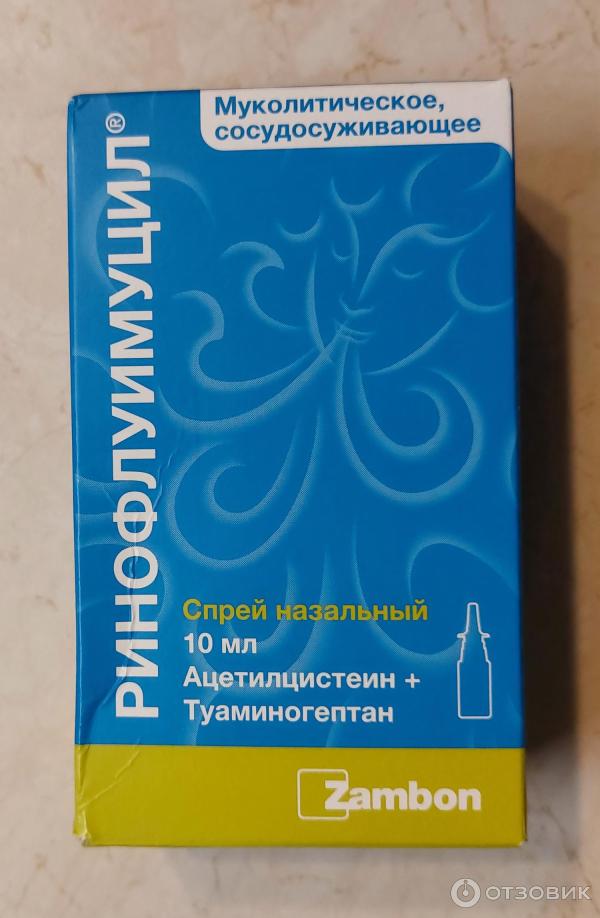 Муколитическое,
сосудосуживающее
РИНОФЛУИМУЦИЛ®
Спрей назальный
10 мл
Ацетилцистеин +
Туаминогептан
Zambon
ОТЗОВИК